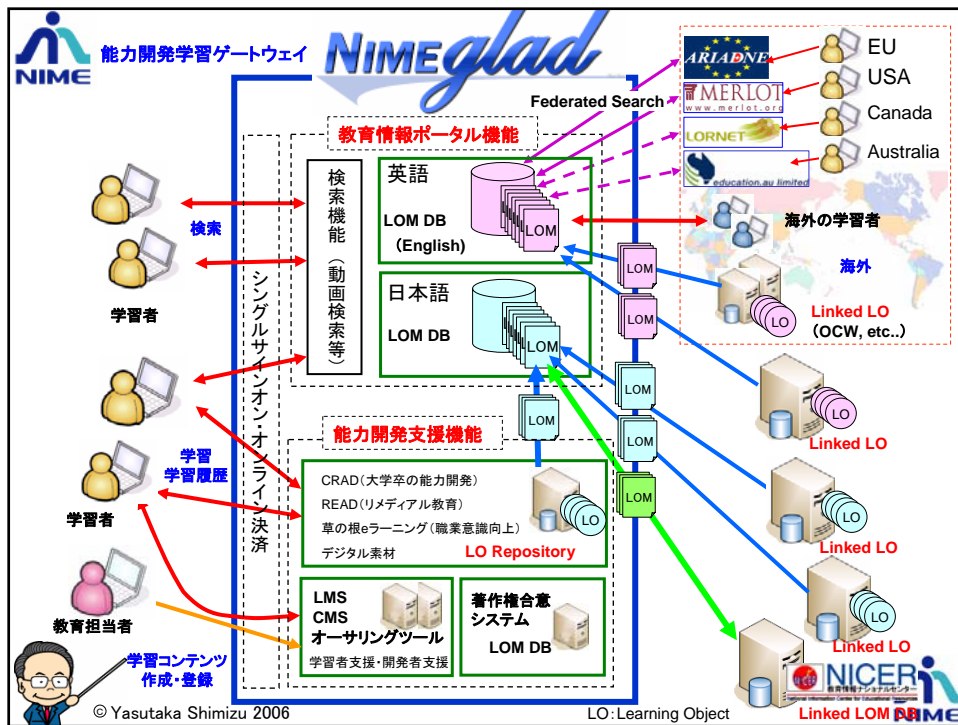 NIME
能力開発学習ゲートウェイ
NIMEglad
ARIADNE
EU
MERLOT
www.merlot.org
USA
Federated Search
LORNET
Canada
education.au limited
Australia
教育情報ポータル機能
検索機能（動画検索等）
英語
LOM DB
（English）
LOM
海外の学習者
海外
検索
LOM
LOM
Linked LO
(OCW, etc..)
LO
学習者
日本語
LOM DB
LOM
LOM
LOM
LOM
LO
Linked LO
シングルサインオン・オンライン決済
能力開発支援機能
学習
学習履歴
CRAD（大学卒の能力開発）
READ（リメディアル教育）
草の根eラーニング（職業意識向上）
デジタル素材
LO
LO Repository
LOM
LO
Linked LO
学習者
LMS
CMS
オーサリングツール
学習者支援・開発者支援
著作権合意
システム
LOM DB
LO
Linked LO
教育担当者
学習コンテンツ
作成・登録
NICER
教育情報ナショナルセンター
Linked LOM DB
NIME
© Yasutaka Shimizu 2006
LO：Learning Object